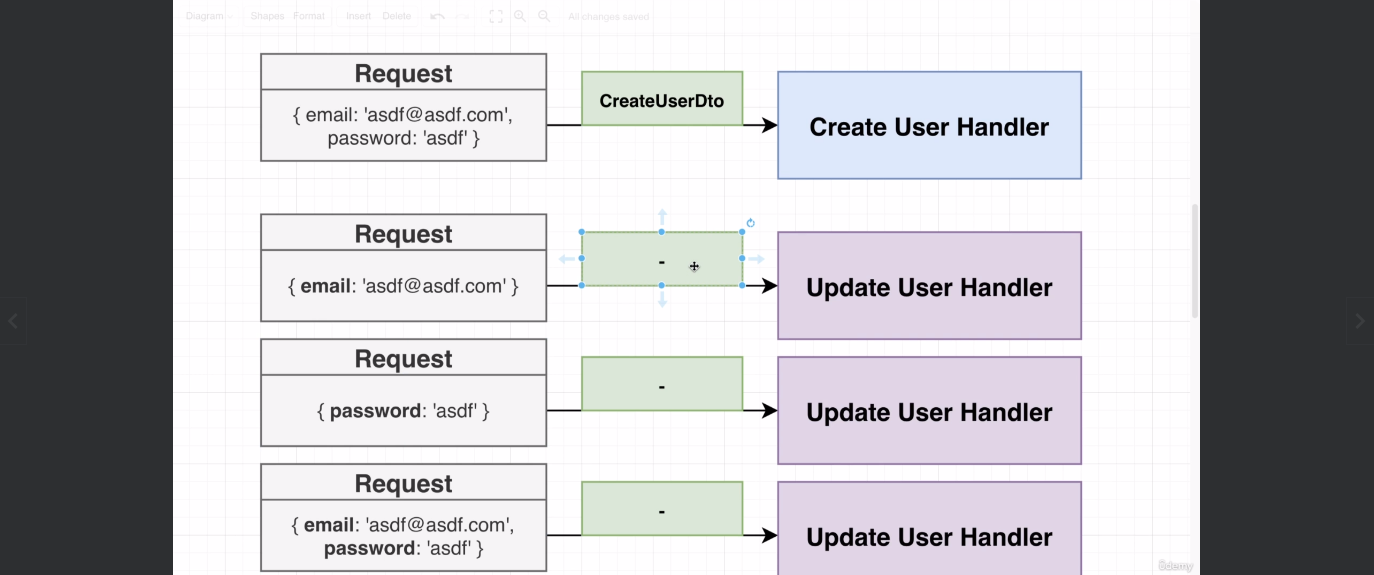 Diagram Shapes Format Insert Delete All changes saved
Request
{ email: 'asdf@asdf.com',
password: 'asdf' }
CreateUserDto
Create User Handler
Request
{ email: 'asdf@asdf.com' }
-
Update User Handler
Request
{ password: 'asdf' }
-
Update User Handler
Request
{ email: 'asdf@asdf.com',
password: 'asdf' }
-
Update User Handler
Udemy